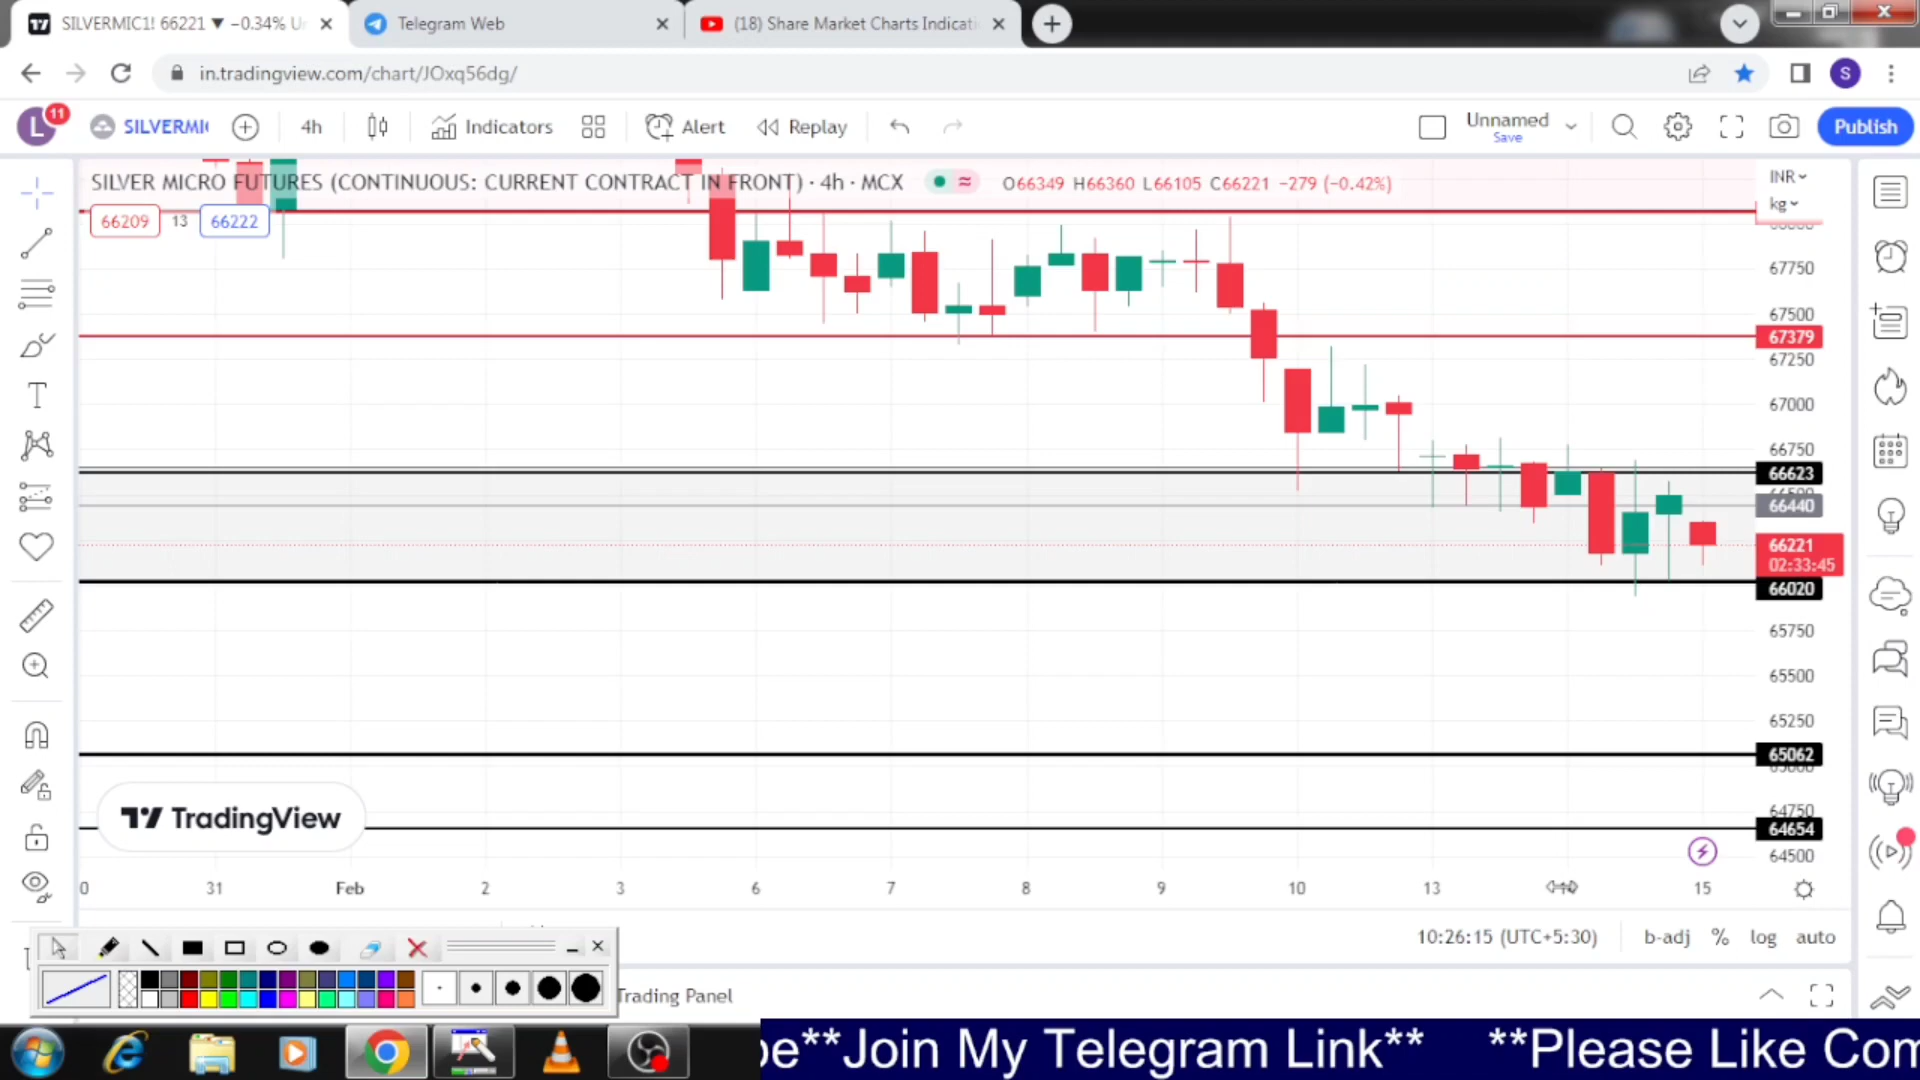 SILVERMIC1! 66221 ▼ −0.34% Un
Telegram Web
(18) Share Market Charts Indicati
in.tradingview.com/chart/JOxq56dg/
S
L
11
SILVERMI
4h
Indicators
Alert
Replay
Unnamed
Save
Publish
SILVER MICRO FUTURES (CONTINUOUS: CURRENT CONTRACT IN FRONT) · 4h · MCX
O66349 H66360 L66105 C66221 −279 (−0.42%)
INR
kg
66209
13
66222
67750
67500
67379
67250
67000
66750
66623
66440
66221
02:33:45
66020
65750
65500
65250
65062
64750
64654
64500
TradingView
31
Feb
2
3
6
7
8
9
10
13
15
10:26:15 (UTC+5:30)
b-adj
%
log
auto
Trading Panel
be**Join My Telegram Link** **Please Like Com